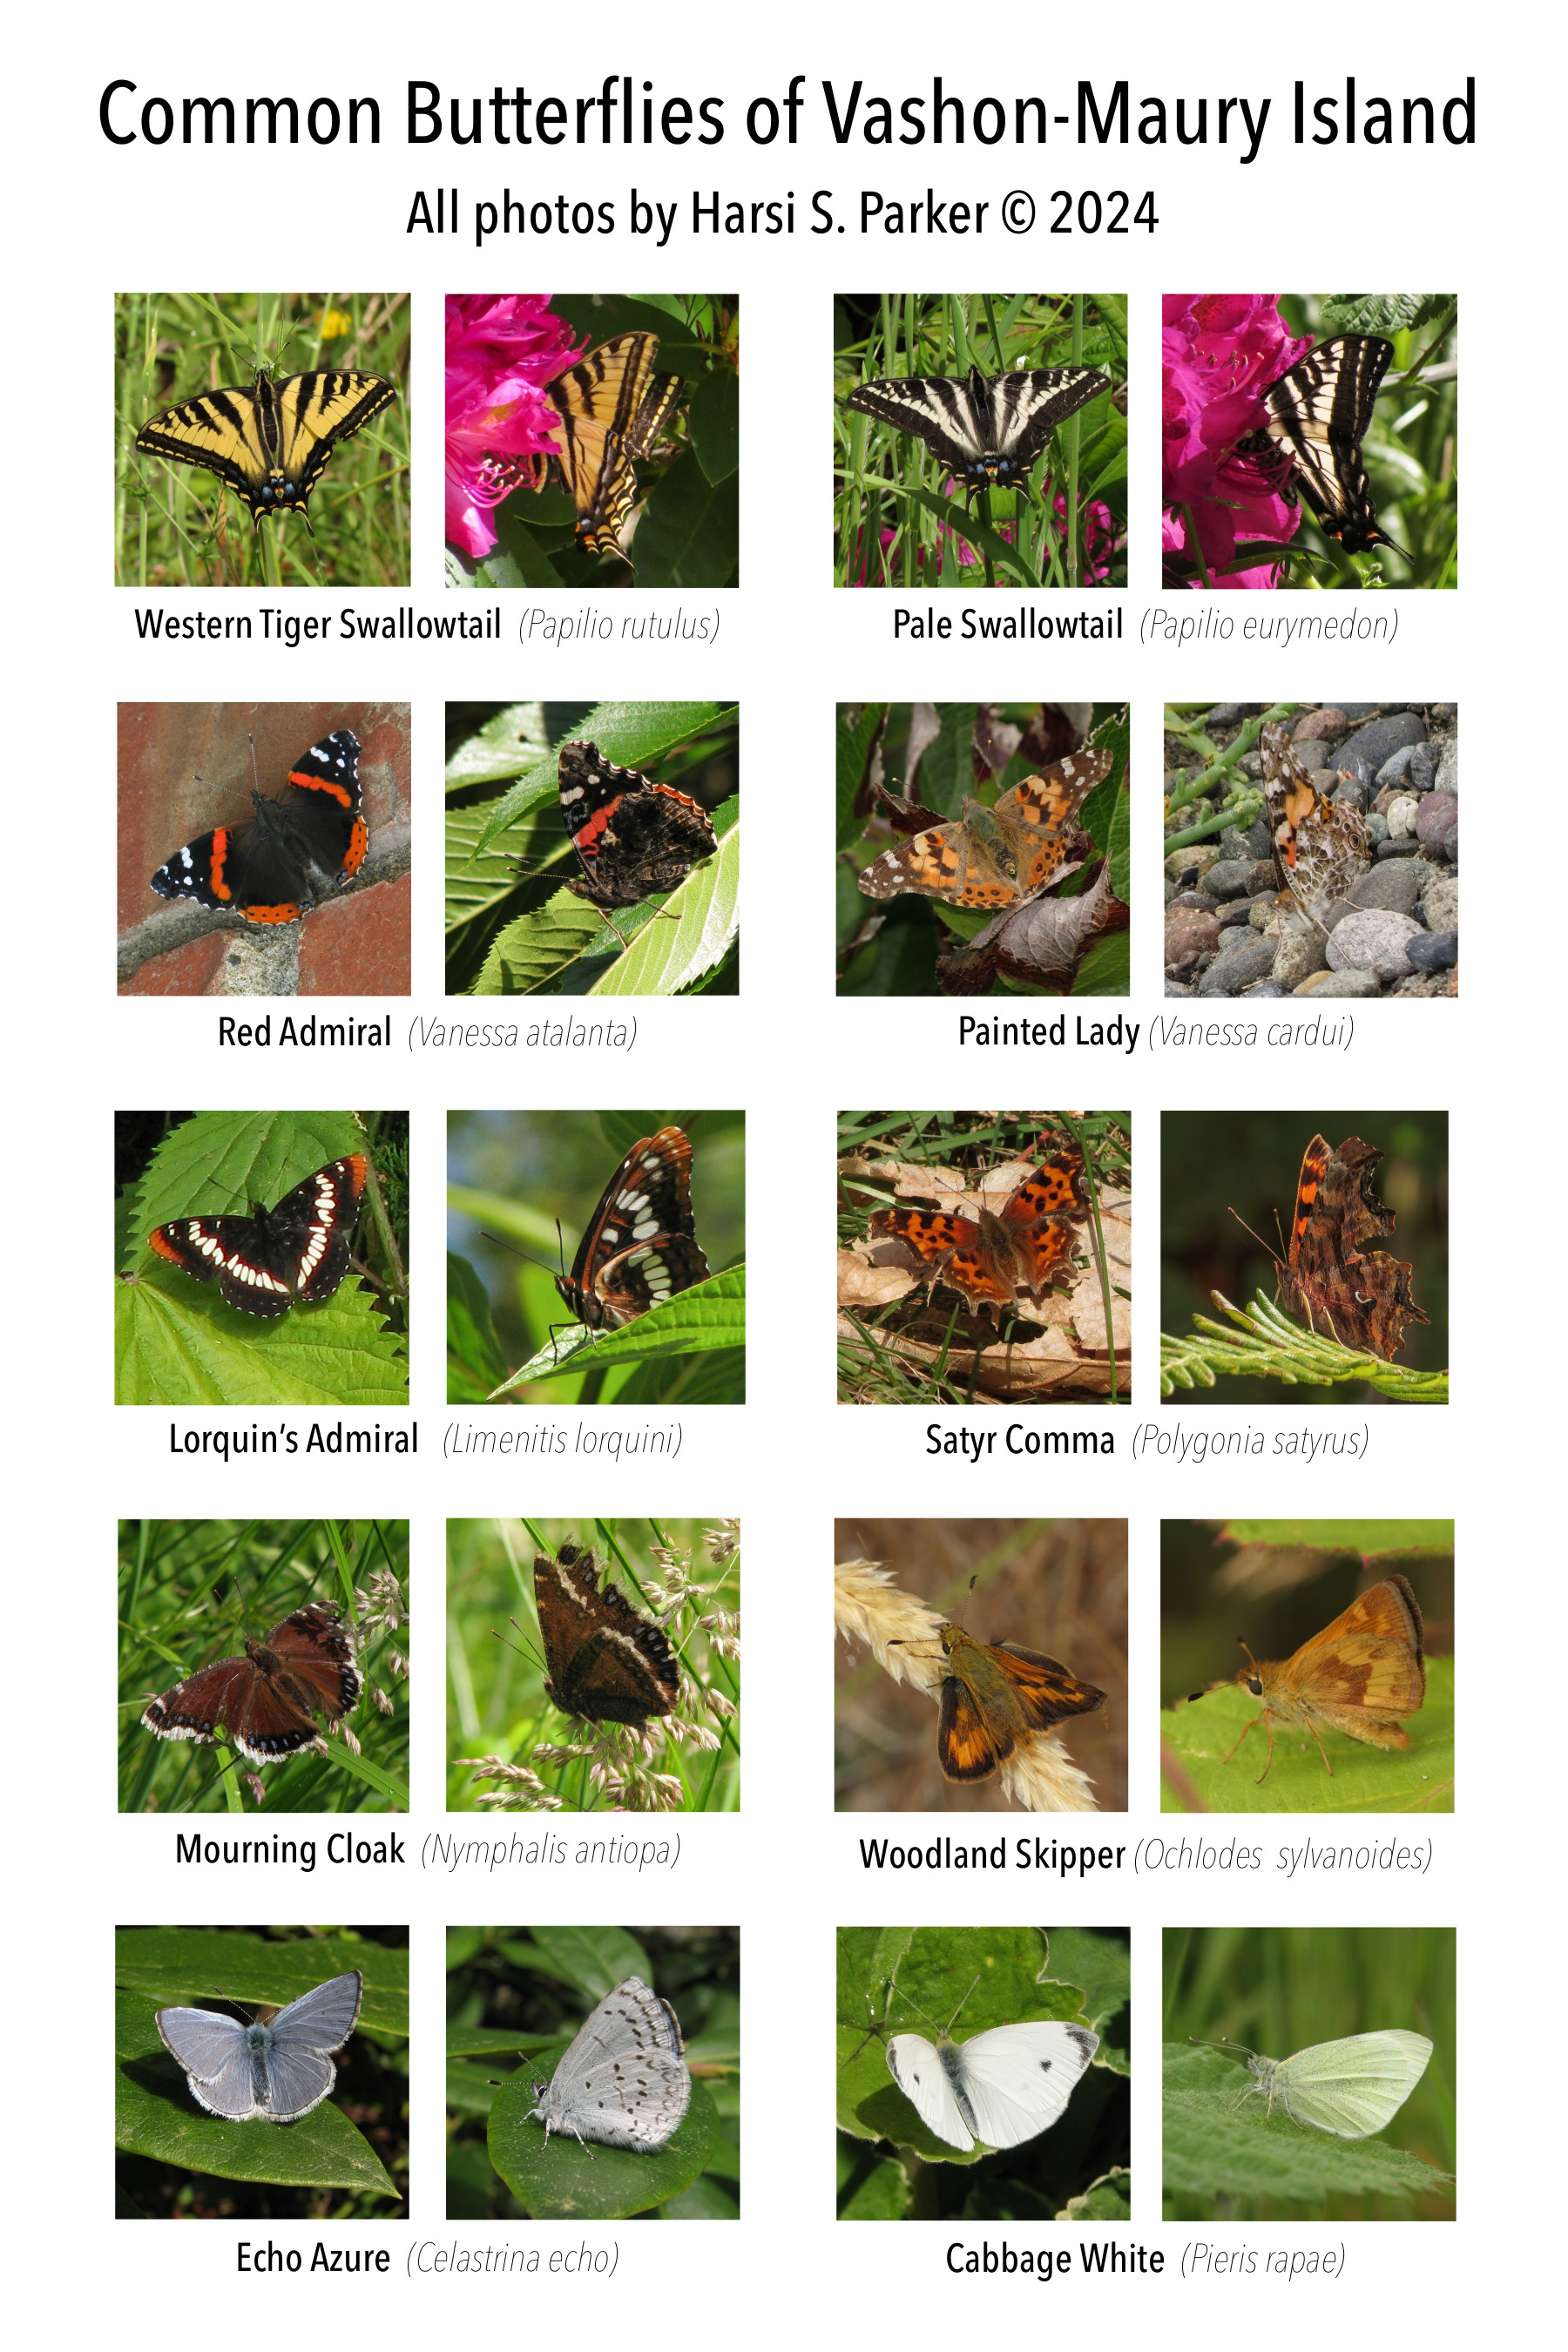 Common Butterflies of Vashon-Maury Island
All photos by Harsi S. Parker © 2024
Western Tiger Swallowtail (Papilio rutulus)
Pale Swallowtail (Papilio eurymedon)
Red Admiral (Vanessa atalanta)
Painted Lady (Vanessa cardui)
Lorquin's Admiral (Limenitis lorquini)
Satyr Comma (Polygonia satyrus)
Mourning Cloak (Nymphalis antiopa)
Woodland Skipper (Ochlodes sylvanoides)
Echo Azure (Celastrina echo)
Cabbage White (Pieris rapae)